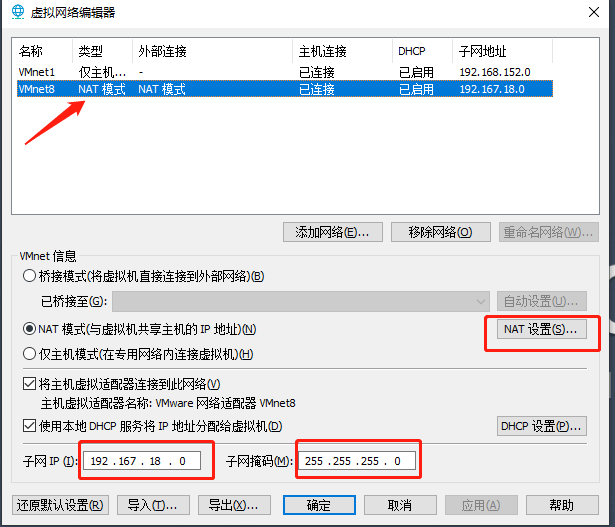 虚拟网络编辑器
名称 类型 外部连接 主机连接 DHCP 子网地址
VMnet1 仅主机... - 已连接 已启用 192.168.152.0
VMnet8 NAT 模式 NAT 模式 已连接 已启用 192.167.18.0
添加网络(E)... 移除网络(O) 重命名网络(W)...
VMnet 信息
桥接模式(将虚拟机直接连接到外部网络)(B)
已桥接至(G): 自动设置(U)...
NAT 模式(与虚拟机共享主机的 IP 地址)(N) NAT 设置(S)...
仅主机模式(在专用网络内连接虚拟机)(H)
将主机虚拟适配器连接到此网络(V)
主机虚拟适配器名称: VMware 网络适配器 VMnet8
使用本地 DHCP 服务将 IP 地址分配给虚拟机(D) DHCP 设置(P)...
子网 IP (I): 192 . 167 . 18 . 0 子网掩码(M): 255 . 255 . 255 . 0
还原默认设置(R) 导入(T)... 导出(X)... 确定 取消 应用(A) 帮助